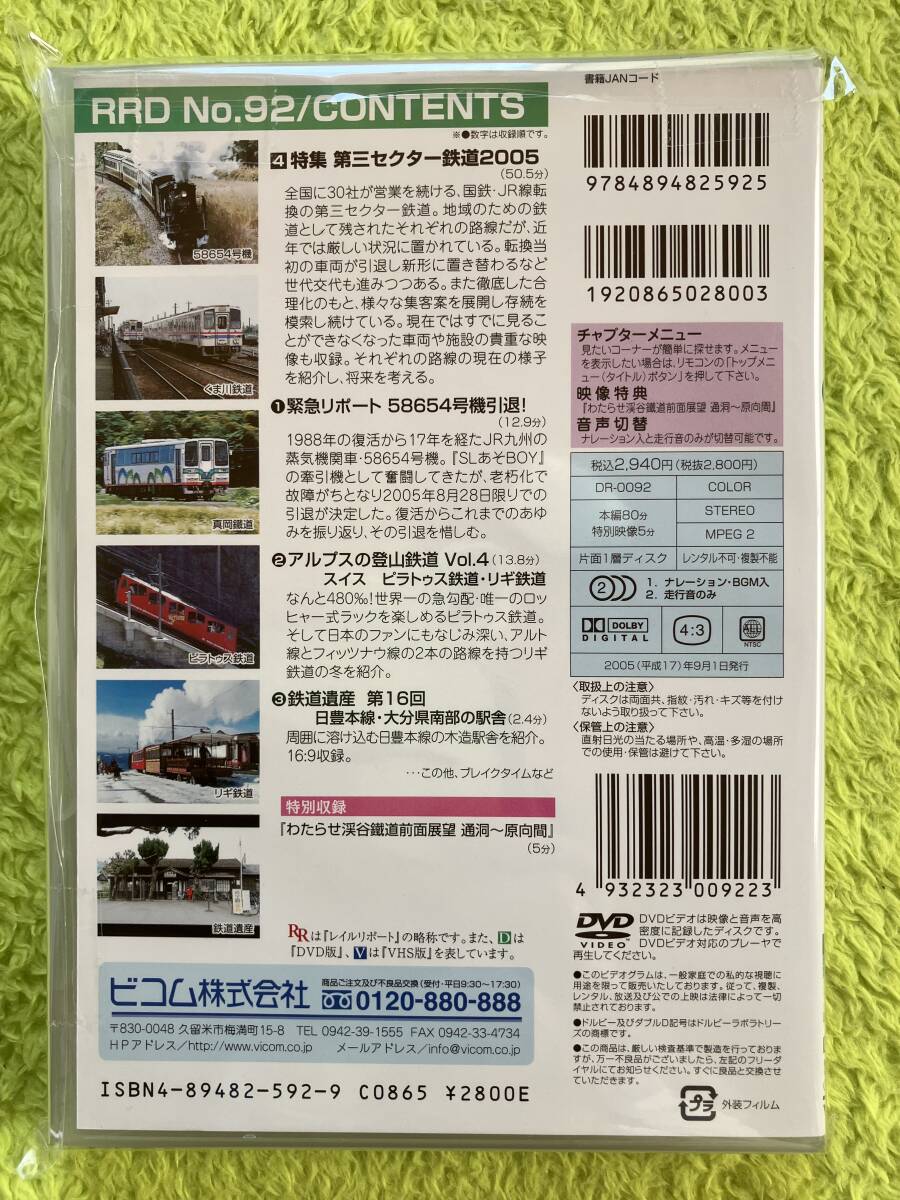 RRD No.92/CONTENTS
※●数字は収録順です。
58654号機
くま川鉄道
真岡鐵道
ピラトゥス鉄道
リギ鉄道
鉄道遺産
4 特集 第三セクター鉄道2005
(50.5分)
全国に30社が営業を続ける、国鉄・JR線転
換の第三セクター鉄道。地域のための鉄
道として残されたそれぞれの路線だが、近
年では厳しい状況に置かれている。転換当
初の車両が引退し新形に置き替わるなど
世代交代も進みつつある。また徹底した合
理化のもと、様々な集客案を展開し存続を
模索し続けている。現在ではすでに見るこ
とができなくなった車両や施設の貴重な映
像も収録。それぞれの路線の現在の様子
を紹介し、将来を考える。
❶緊急リポート 58654号機引退!
(12.9分)
1988年の復活から17年を経たJR九州の
蒸気機関車・58654号機。『SLあそBOY』
の牽引機として奮闘してきたが、老朽化で
故障がちとなり2005年8月28日限りでの
引退が決定した。復活からこれまでのあゆ
みを振り返り、その引退を惜しむ。
❷アルプスの登山鉄道 Vol.4(13.8分)
スイス ピラトゥス鉄道・リギ鉄道
なんと480‰!世界一の急勾配・唯一のロッ
ヒャー式ラックを楽しめるピラトゥス鉄道。
そして日本のファンにもなじみ深い、アルト
線とフィッツナウ線の2本の路線を持つリギ
鉄道の冬を紹介。
❸鉄道遺産 第16回
日豊本線・大分県南部の駅舎(2.4分)
周囲に溶け込む日豊本線の木造駅舎を紹介。
16:9収録。
…この他、ブレイクタイムなど
特別収録
『わたらせ渓谷鐵道前面展望 通洞〜原向間』
(5分)
RRは『レイルリポート』の略称です。また、Dは
『DVD版』、Vは『VHS版』を表しています。
ビコム株式会社
商品ご注文及び不良品交換(受付・平日9:30〜17:30)
0120-880-888
〒830-0048 久留米市梅満町15-8 TEL 0942-39-1555 FAX 0942-33-4734
HPアドレス/http://www.vicom.co.jp メールアドレス/info@vicom.co.jp
ISBN4-89482-592-9 C0865 ¥2800E
書籍JANコード
9784894825925
1920865028003
チャプターメニュー
見たいコーナーが簡単に探せます。メニュー
を表示したい場合は、リモコンの「トップメニ
ュー(タイトル)ボタン」を押して下さい。
映像特典
『わたらせ渓谷鐵道前面展望 通洞〜原向間』
音声切替
ナレーション入と走行音のみが切替可能です。
税込2,940円(税抜2,800円)
DR-0092 COLOR
本編80分
特別映像5分
STEREO
MPEG 2
片面1層ディスク レンタル不可・複製不能
2
1. ナレーション・BGM入
2. 走行音のみ
DOLBY
DIGITAL
4:3
ALL
NTSC
2005(平成17)年9月1日発行
〈取扱上の注意〉
ディスクは両面共、指紋・汚れ・キズ等を付け
ないよう取り扱って下さい。
〈保管上の注意〉
直射日光の当たる場所や、高温・多湿の場所
での使用・保管は避けて下さい。
4 932323 009223
DVD
VIDEO
DVDビデオは映像と音声を高
密度に記録したディスクです。
DVDビデオ対応のプレーヤで
再生してください。
●このビデオグラムは、一般家庭での私的な視聴に
用途を限って販売いたしております。従って、複製、
レンタル、放送及び公での上映は法律によって一切
禁止されております。
●ドルビー及びダブルD記号はドルビーラボラトリー
ズの商標です。
●この商品は、厳しい検査基準で製造を行っておりま
すが、万一不良品がございましたら、左記のフリーダ
イヤルにてお知らせください。すぐに良品と交換させ
ていただきます。
プラ
外装フィルム